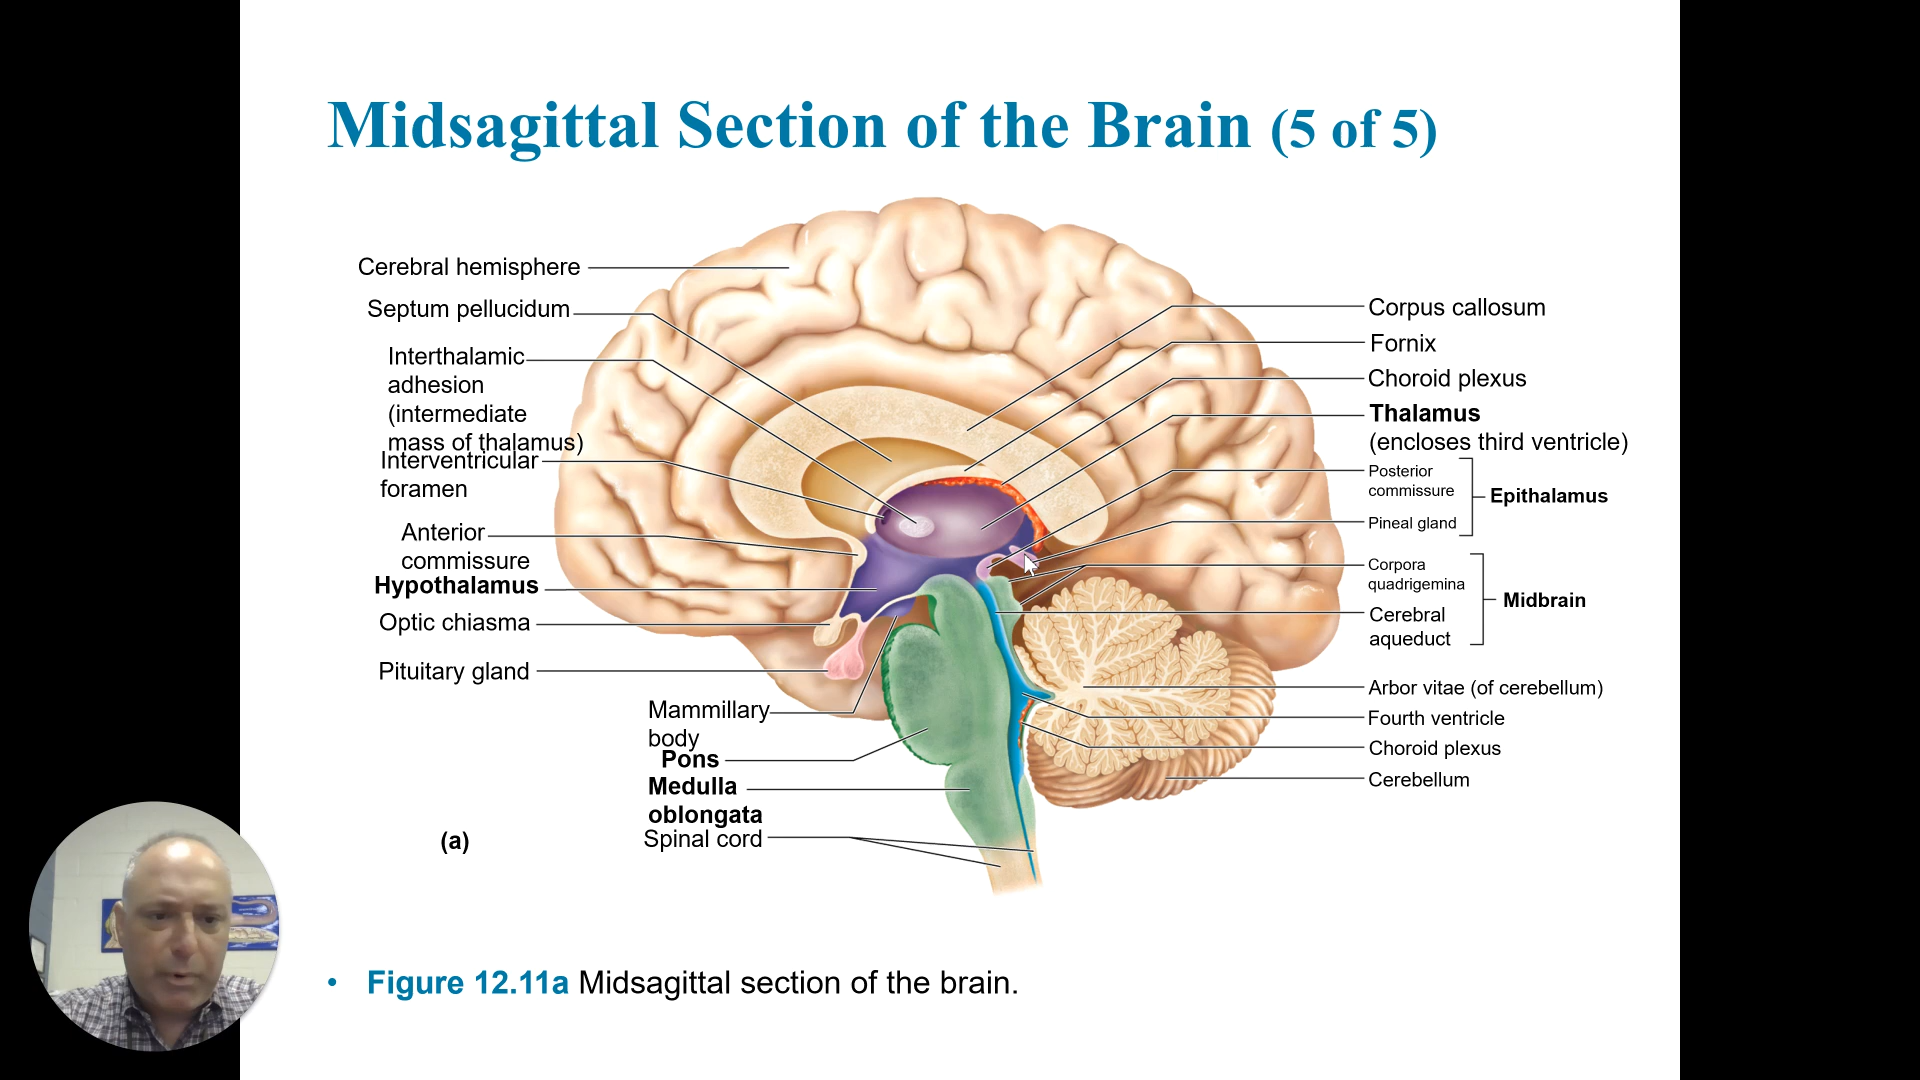 Midsagittal Section of the Brain (5 of 5)
Cerebral hemisphere
Septum pellucidum
Interthalamic
adhesion
(intermediate
mass of thalamus)
Interventricular
foramen
Anterior
commissure
Hypothalamus
Optic chiasma
Pituitary gland
Mammillary
body
Pons
Medulla
oblongata
Spinal cord
(a)
Corpus callosum
Fornix
Choroid plexus
Thalamus
(encloses third ventricle)
Posterior
commissure
Pineal gland
Epithalamus
Corpora
quadrigemina
Cerebral
aqueduct
Midbrain
Arbor vitae (of cerebellum)
Fourth ventricle
Choroid plexus
Cerebellum
• Figure 12.11a Midsagittal section of the brain.